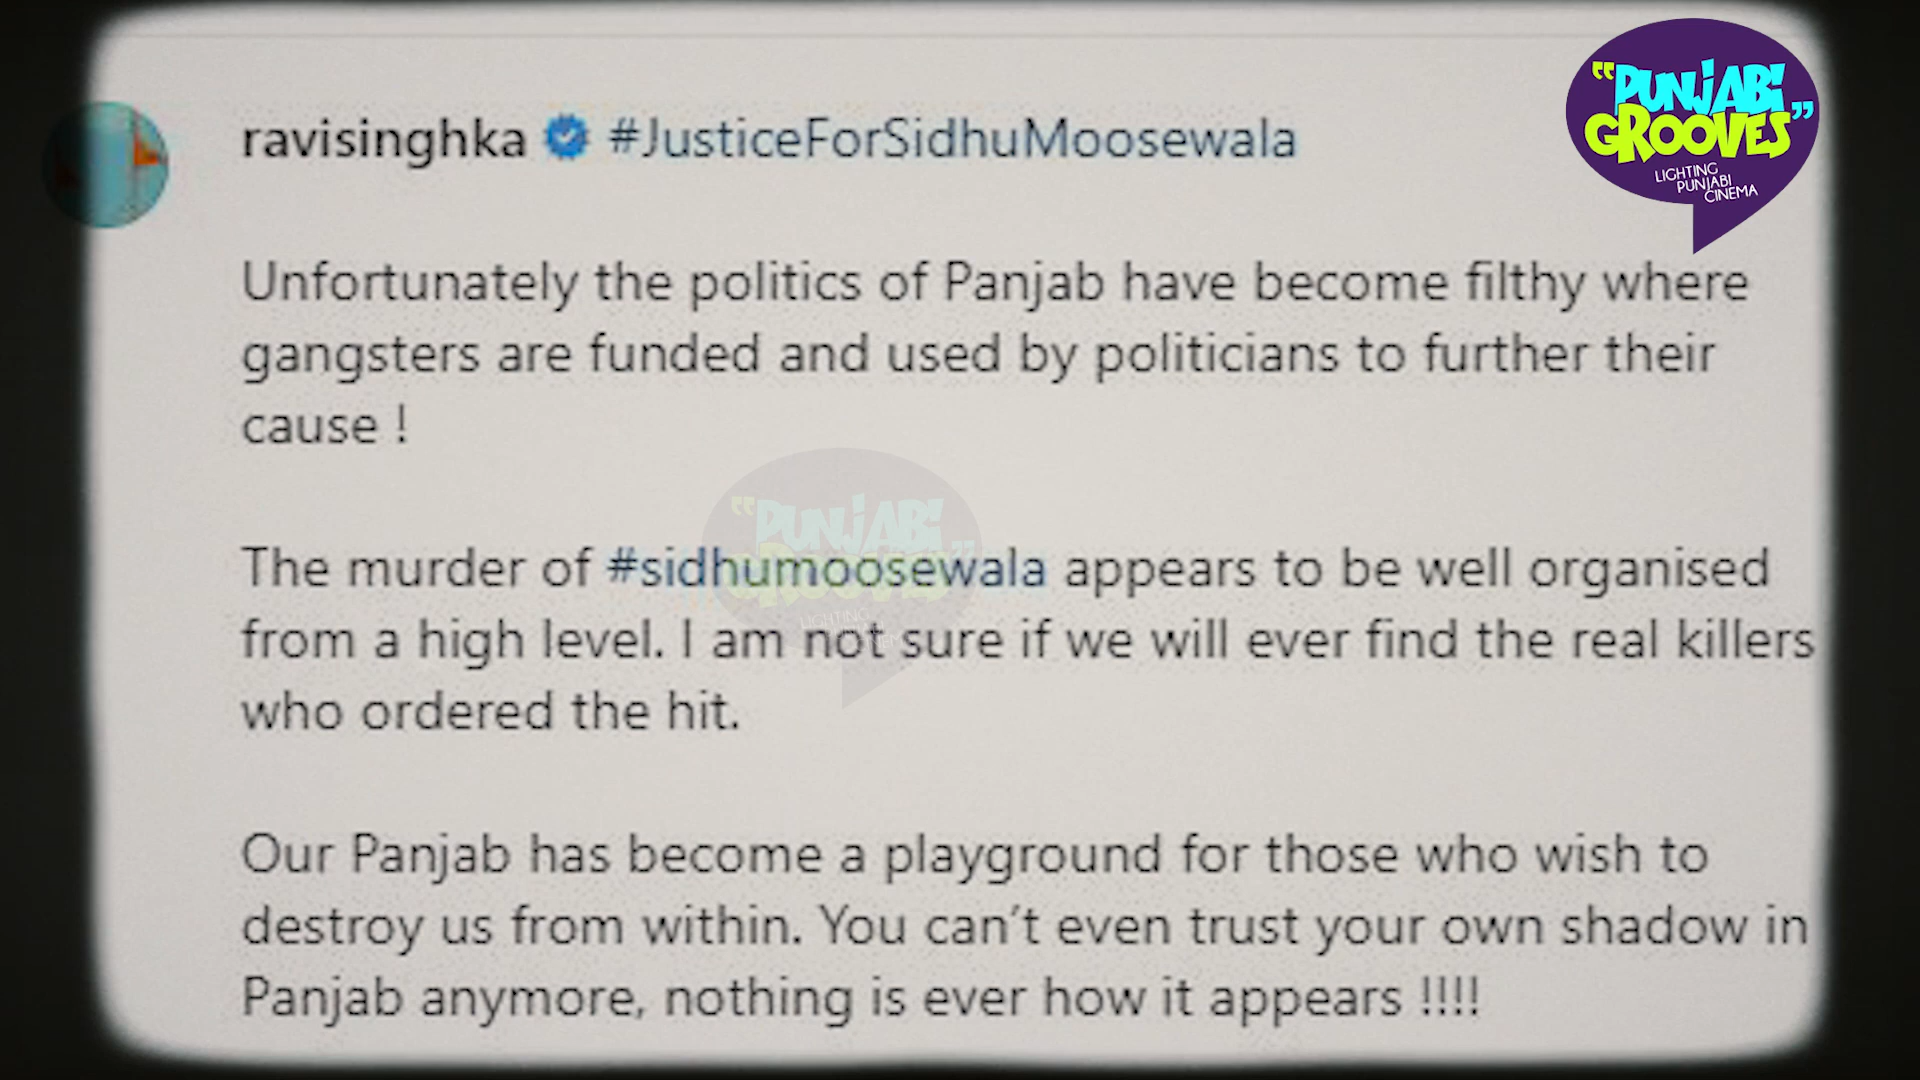 ravisinghka #JusticeForSidhuMoosewala
Unfortunately the politics of Panjab have become filthy where
gangsters are funded and used by politicians to further their
cause !
The murder of #sidhumoosewala appears to be well organised
from a high level. I am not sure if we will ever find the real killers
who ordered the hit.
Our Panjab has become a playground for those who wish to
destroy us from within. You can’t even trust your own shadow in
Panjab anymore, nothing is ever how it appears !!!!
“PUNJABI
GROOVES”
LIGHTING
PUNJABI
CINEMA
“PUNJABI
GROOVES”
LIGHTING